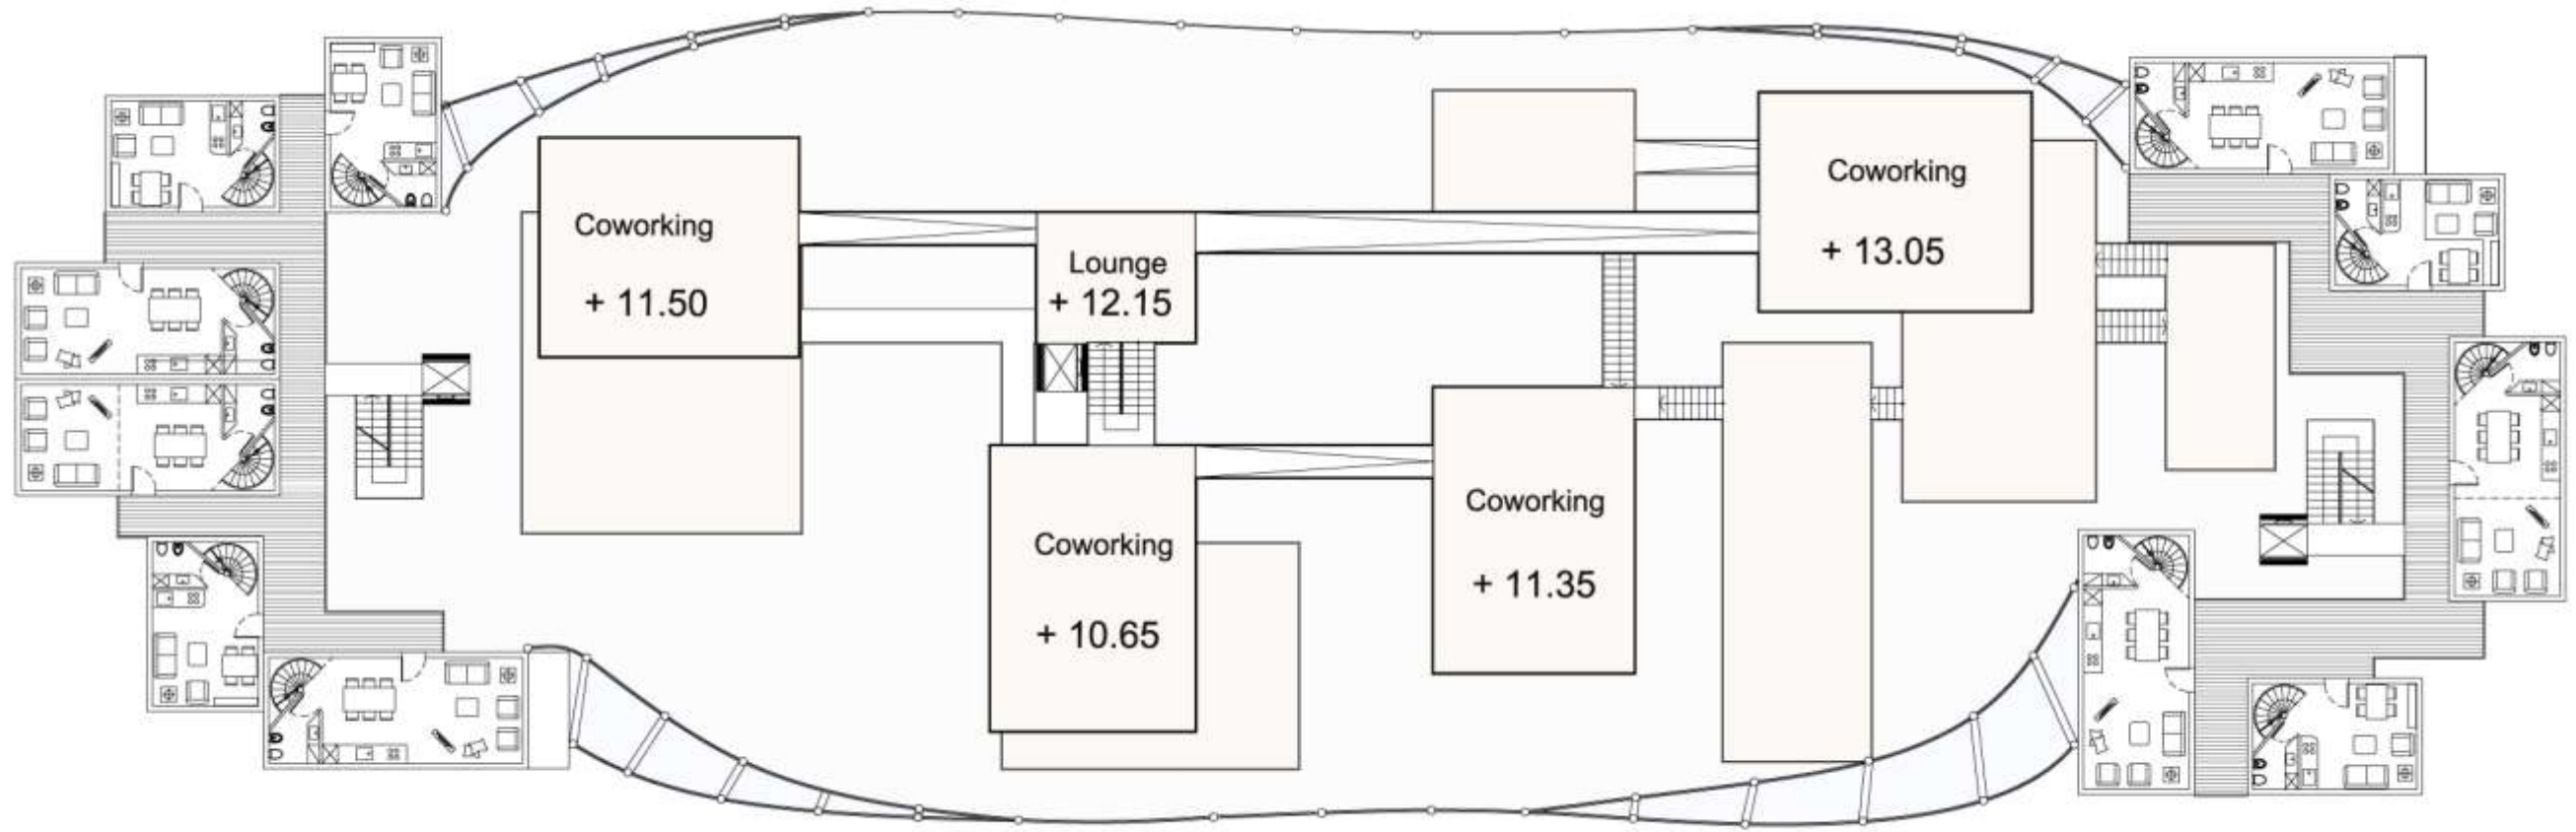 Coworking
+ 11.50
Lounge
+ 12.15
Coworking
+ 13.05
Coworking
+ 10.65
Coworking
+ 11.35